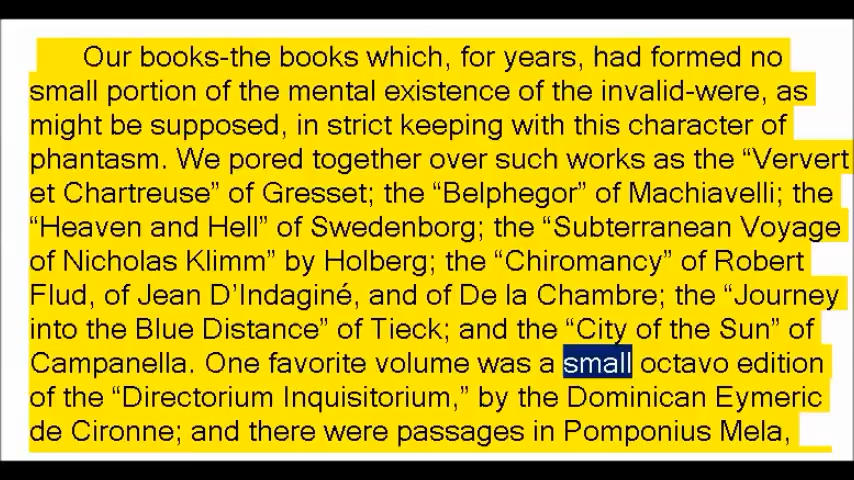 Our books-the books which, for years, had formed no
small portion of the mental existence of the invalid-were, as
might be supposed, in strict keeping with this character of
phantasm. We pored together over such works as the “Ververt
et Chartreuse” of Gresset; the “Belphegor” of Machiavelli; the
“Heaven and Hell” of Swedenborg; the “Subterranean Voyage
of Nicholas Klimm” by Holberg; the “Chiromancy” of Robert
Flud, of Jean D’Indaginé, and of De la Chambre; the “Journey
into the Blue Distance” of Tieck; and the “City of the Sun” of
Campanella. One favorite volume was a small octavo edition
of the “Directorium Inquisitorium,” by the Dominican Eymeric
de Cironne; and there were passages in Pomponius Mela,